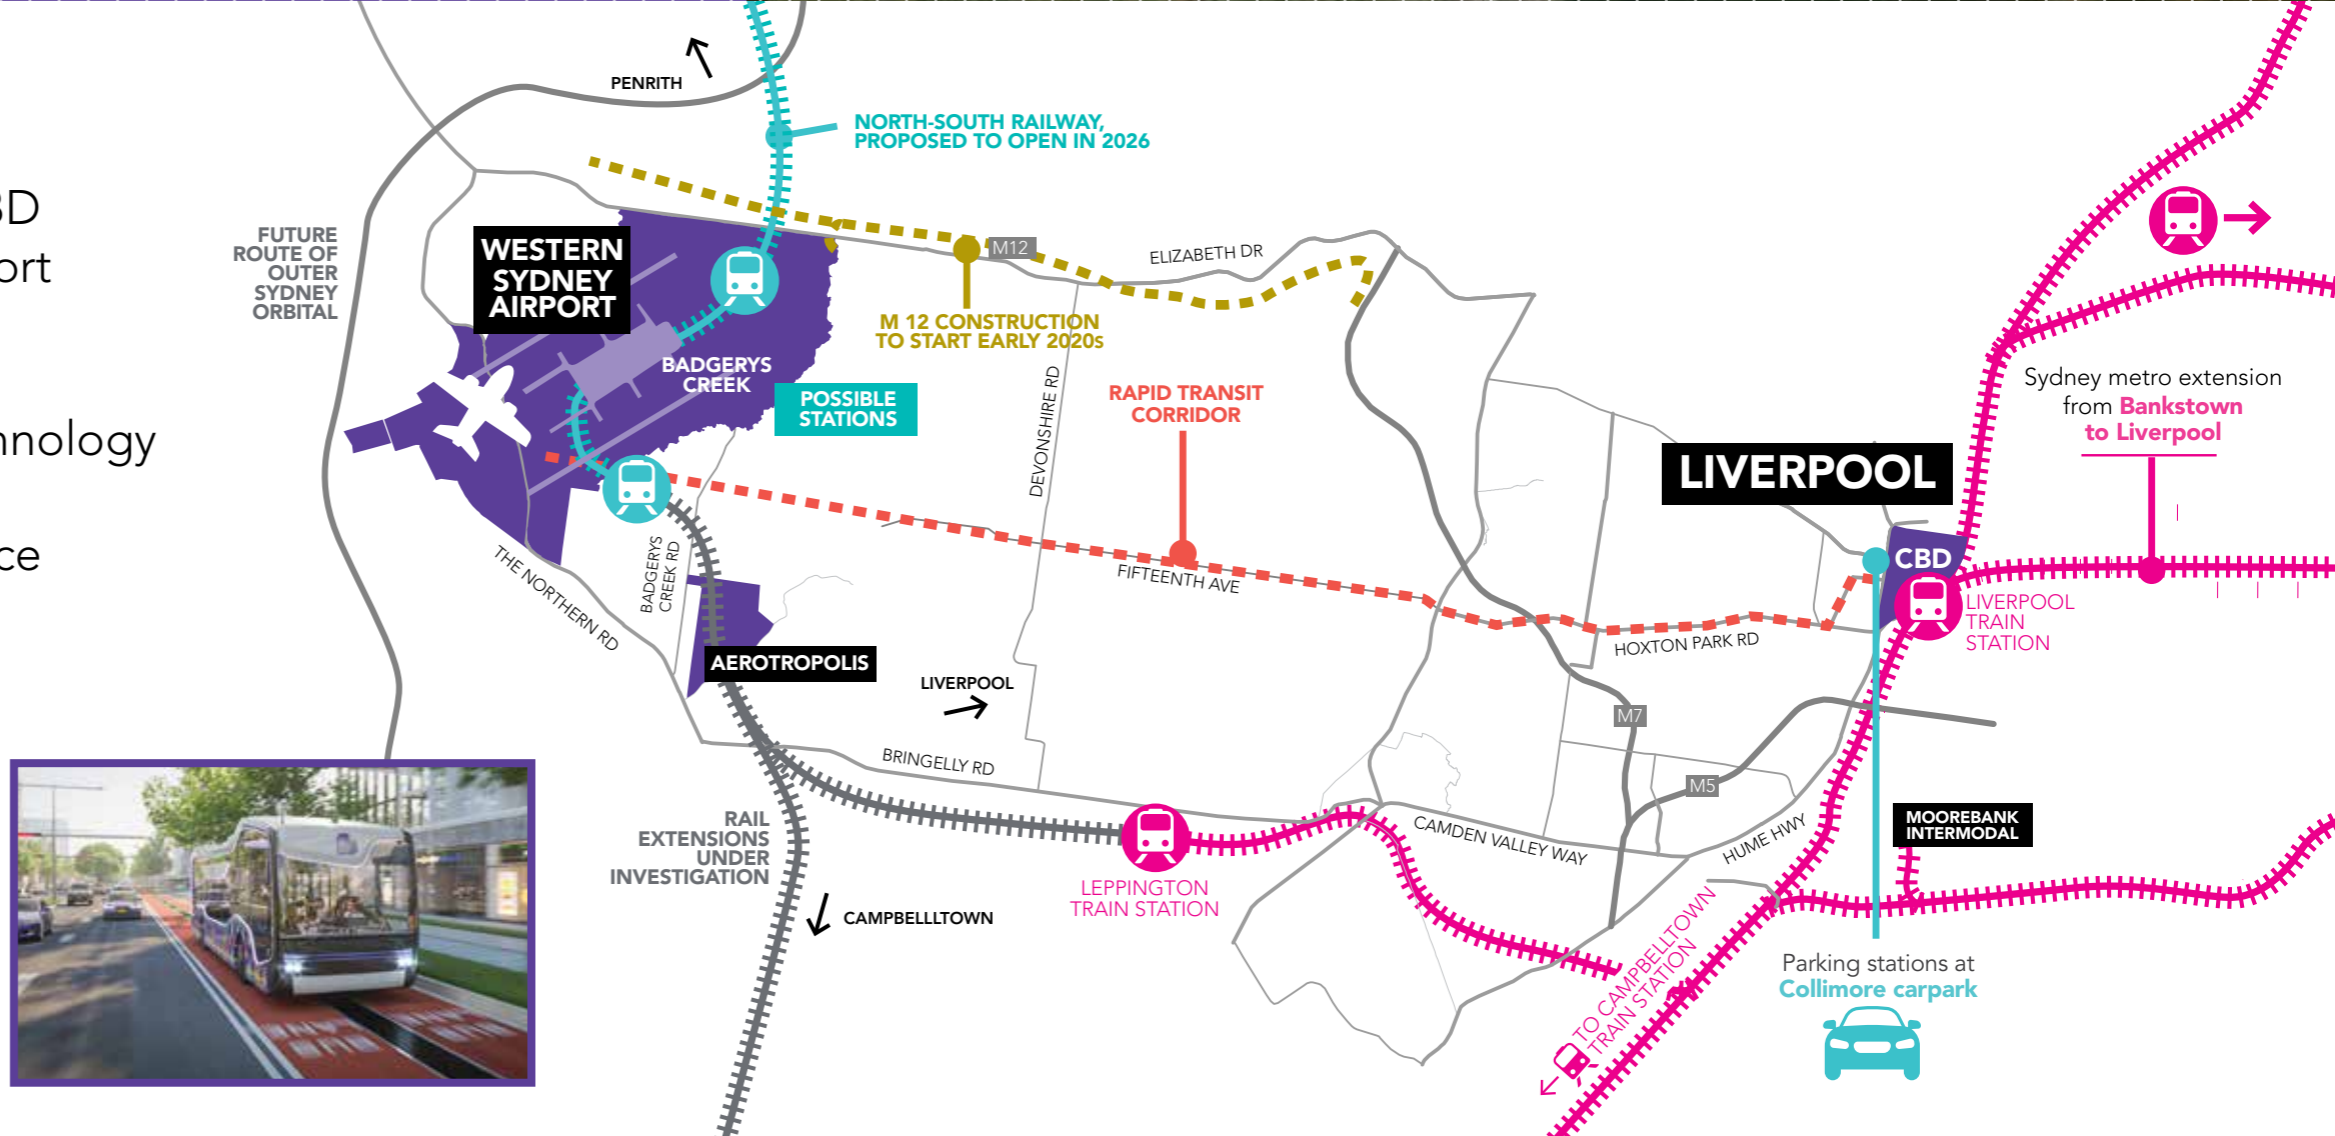 BD
ort
hnology
ce
PENRITH
NORTH-SOUTH RAILWAY,
PROPOSED TO OPEN IN 2026
FUTURE
ROUTE OF
OUTER
SYDNEY
ORBITAL
WESTERN
SYDNEY
AIRPORT
M12
ELIZABETH DR
M 12 CONSTRUCTION
TO START EARLY 2020s
BADGERYS
CREEK
POSSIBLE
STATIONS
DEVONSHIRE RD
RAPID TRANSIT
CORRIDOR
Sydney metro extension
from Bankstown
to Liverpool
LIVERPOOL
CBD
LIVERPOOL
TRAIN
STATION
THE NORTHERN RD
BADGERYS
CREEK RD
FIFTEENTH AVE
HOXTON PARK RD
AEROTROPOLIS
LIVERPOOL
M7
BRINGELLY RD
M5
RAIL
EXTENSIONS
UNDER
INVESTIGATION
CAMPBELLLTOWN
LEPPINGTON
TRAIN STATION
CAMDEN VALLEY WAY
HUME HWY
MOOREBANK
INTERMODAL
TO CAMPBELLTOWN
TRAIN STATION
Parking stations at
Collimore carpark